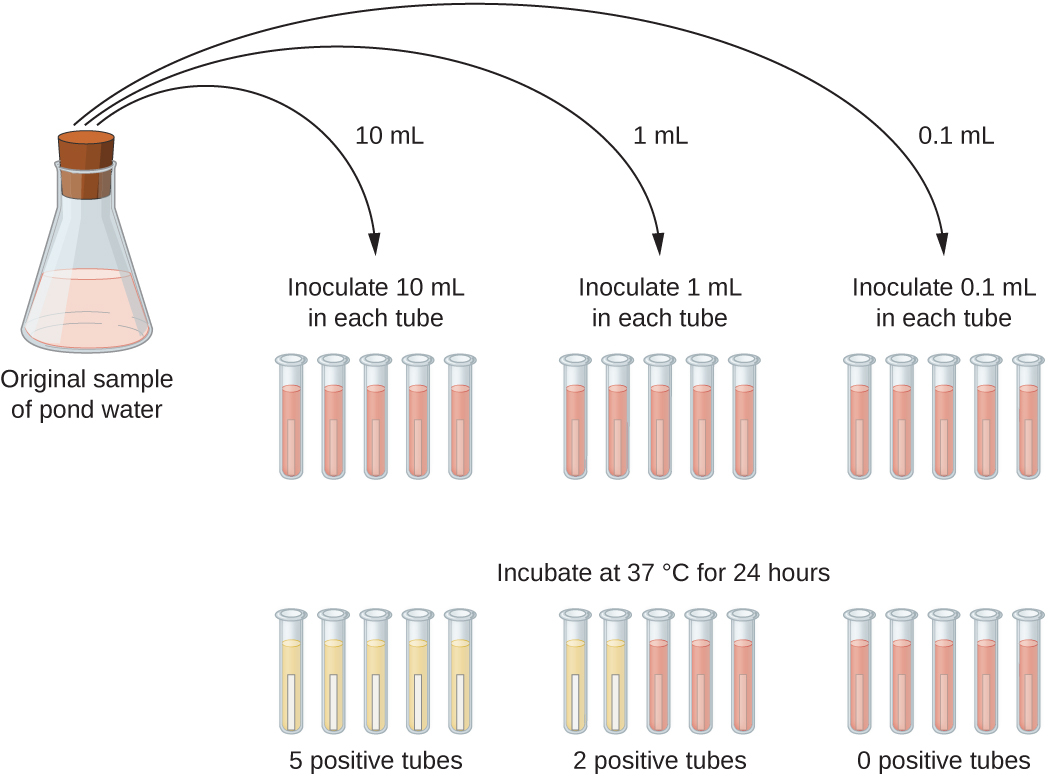 10 mL
1 mL
0.1 mL
Inoculate 10 mL
in each tube
Inoculate 1 mL
in each tube
Inoculate 0.1 mL
in each tube
Original sample
of pond water
Incubate at 37 °C for 24 hours
5 positive tubes
2 positive tubes
0 positive tubes